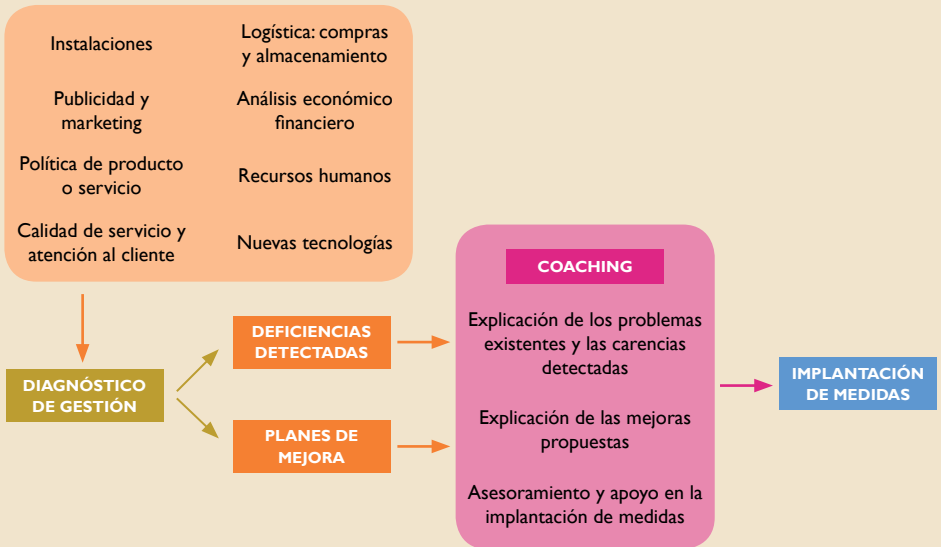 Instalaciones
Logística: compras
y almacenamiento
Publicidad y
marketing
Análisis económico
financiero
Política de producto
o servicio
Recursos humanos
Calidad de servicio y
atención al cliente
Nuevas tecnologías
DIAGNÓSTICO
DE GESTIÓN
DEFICIENCIAS
DETECTADAS
PLANES DE
MEJORA
COACHING
Explicación de los problemas
existentes y las carencias
detectadas
Explicación de las mejoras
propuestas
Asesoramiento y apoyo en la
implantación de medidas
IMPLANTACIÓN
DE MEDIDAS